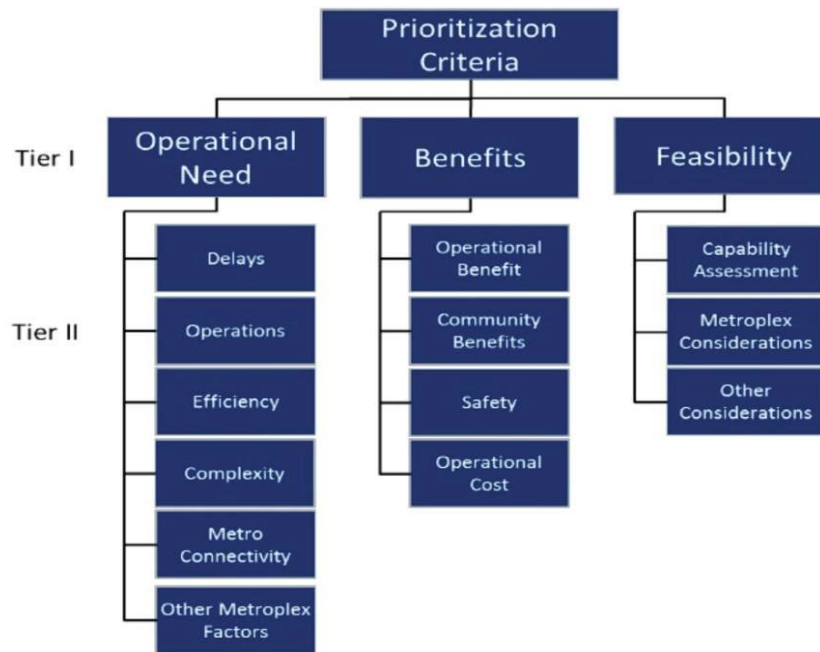 Prioritization
Criteria
Tier I
Operational
Need
Benefits
Feasibility
Tier II
Delays
Operations
Efficiency
Complexity
Metro
Connectivity
Other Metroplex
Factors
Operational
Benefit
Community
Benefits
Safety
Operational
Cost
Capability
Assessment
Metroplex
Considerations
Other
Considerations